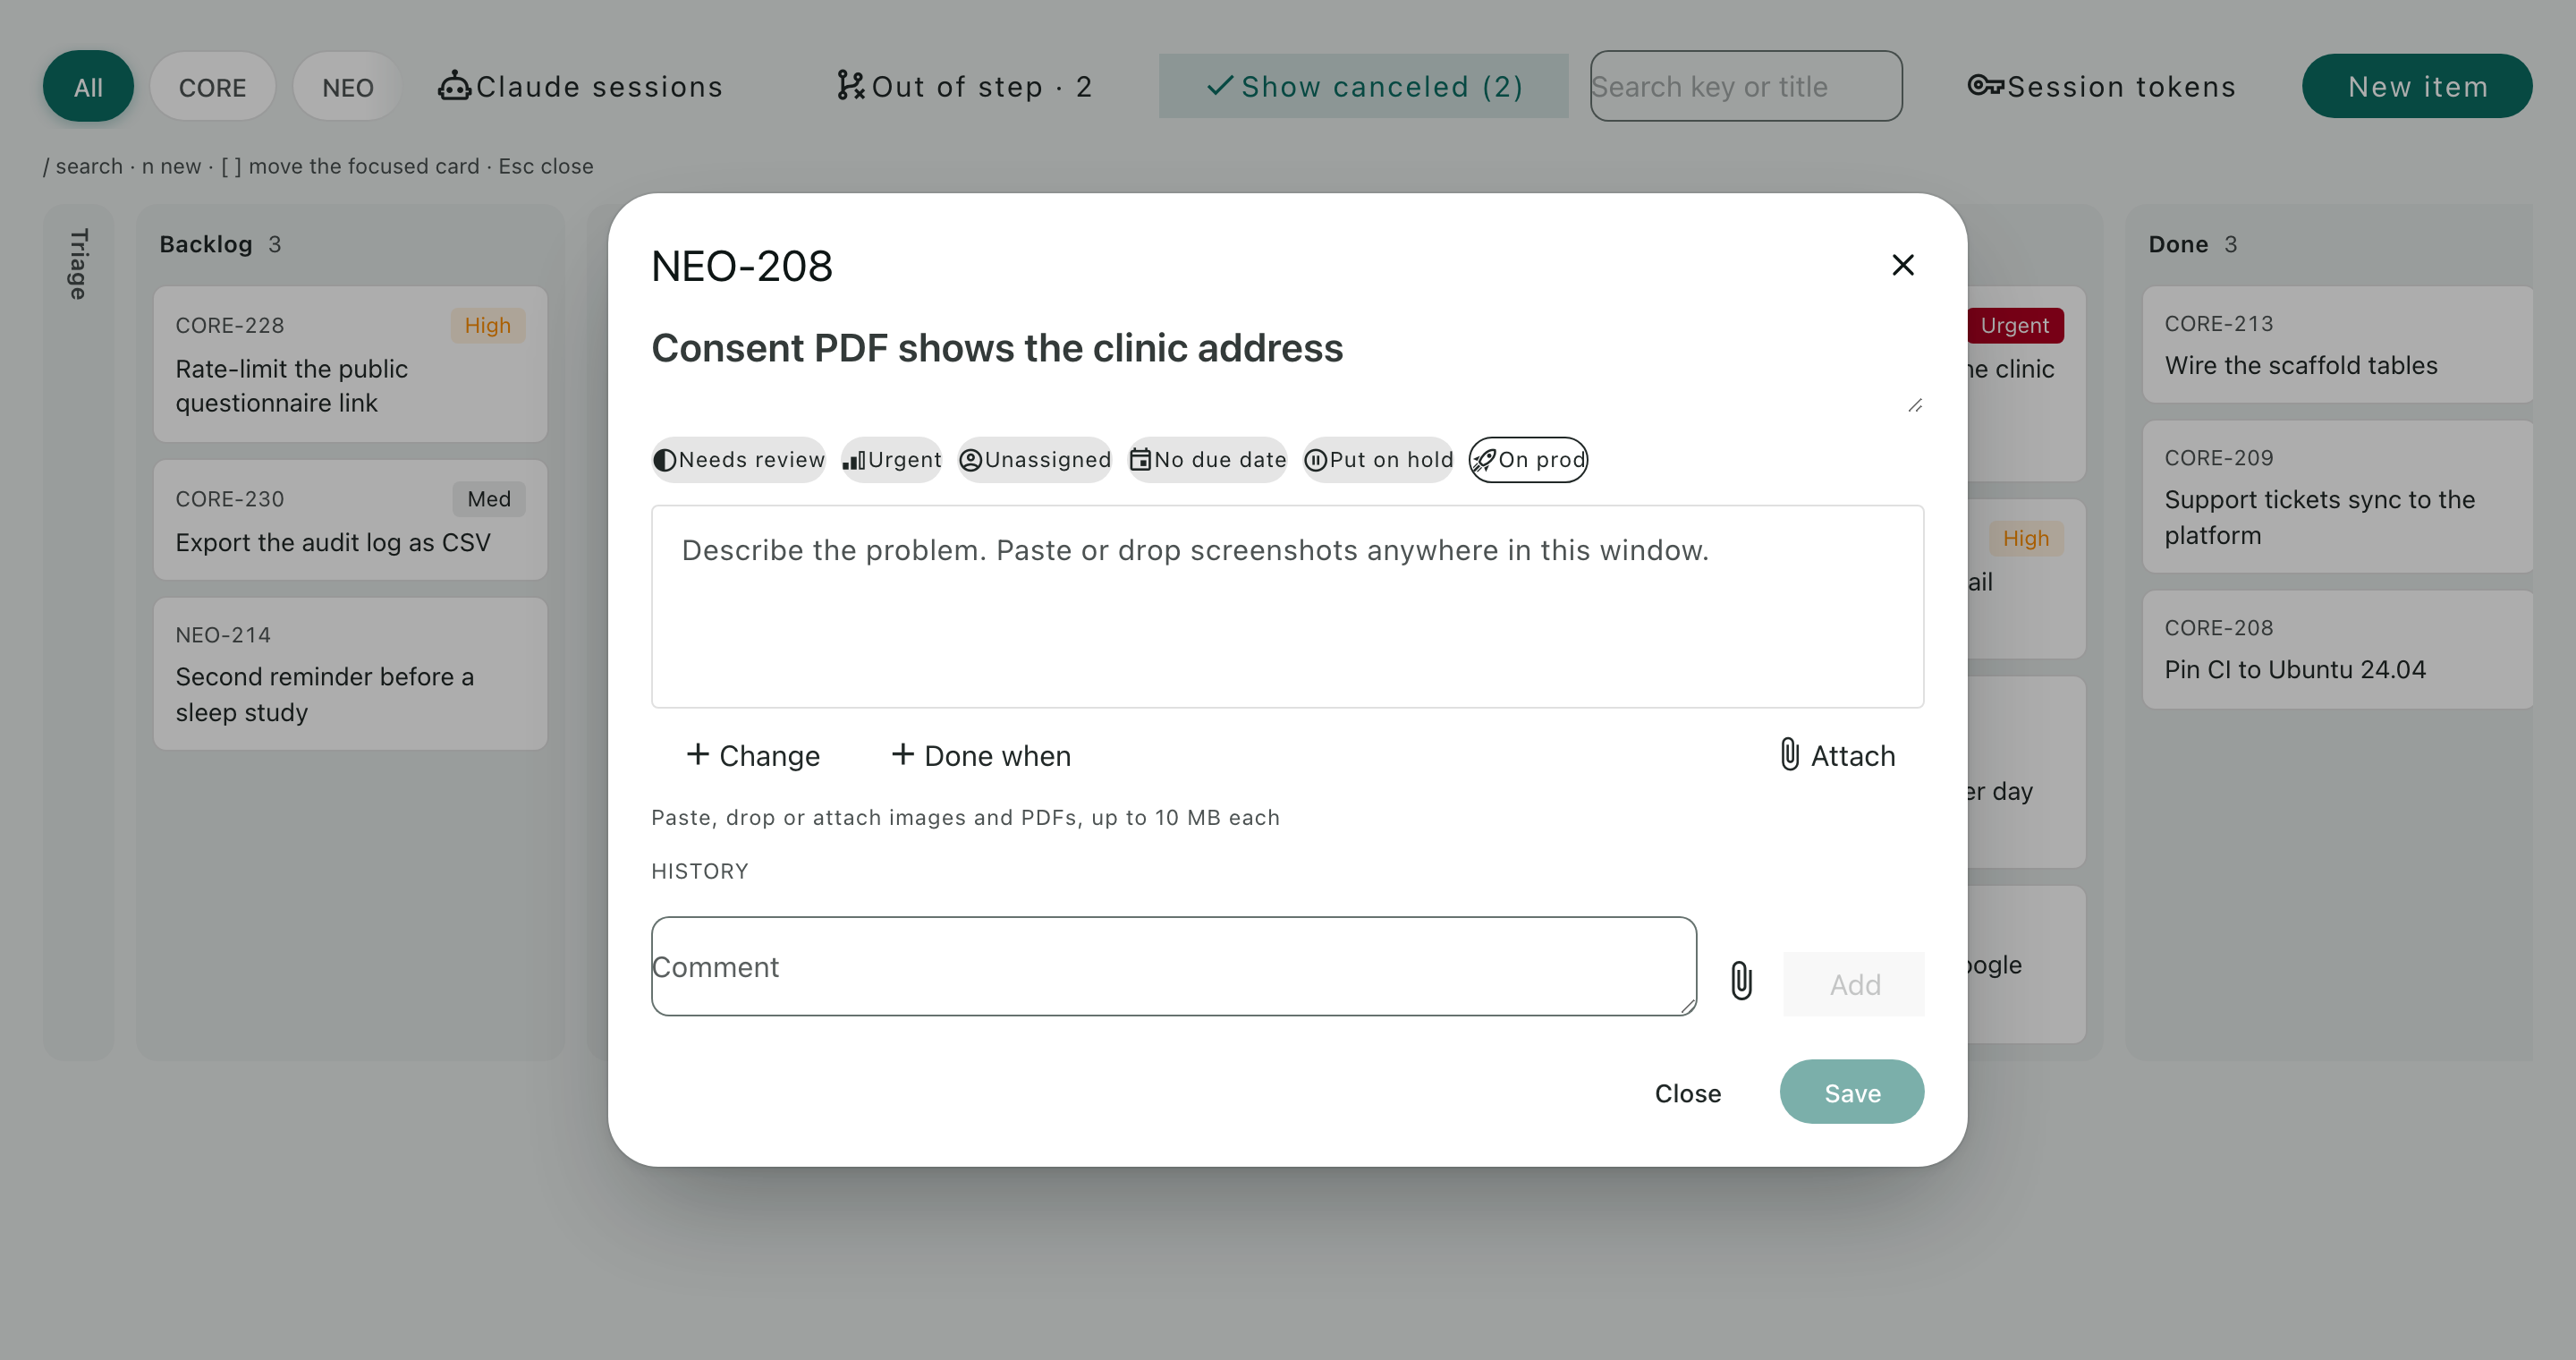 All
CORE
NEO
Claude sessions
Out of step · 2
Show canceled (2)
Search key or title
Session tokens
New item
/ search · n new · [ ] move the focused card · Esc close
Triage
Backlog 3
CORE-228
High
Rate-limit the public
questionnaire link
CORE-230
Med
Export the audit log as CSV
NEO-214
Second reminder before a
sleep study
NEO-208
Consent PDF shows the clinic address
Needs review
Urgent
Unassigned
No due date
Put on hold
On prod
Describe the problem. Paste or drop screenshots anywhere in this window.
+ Change
+ Done when
Attach
Paste, drop or attach images and PDFs, up to 10 MB each
HISTORY
Comment
Add
Close
Save
Urgent
clinic
High
day
Done 3
CORE-213
Wire the scaffold tables
CORE-209
Support tickets sync to the
platform
CORE-208
Pin CI to Ubuntu 24.04